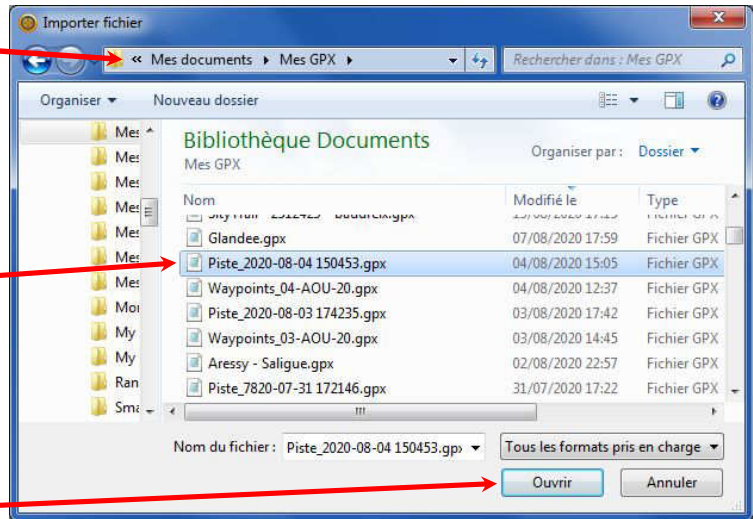 Importer fichier
« Mes documents Mes GPX
Rechercher dans : Mes GPX
Organiser Nouveau dossier
Bibliothèque Documents
Mes GPX
Organiser par : Dossier
Nom Modifié le Type
Glandee.gpx 07/08/2020 17:59 Fichier GPX
Piste_2020-08-04 150453.gpx 04/08/2020 15:05 Fichier GPX
Waypoints_04-AOU-20.gpx 04/08/2020 12:37 Fichier GPX
Piste_2020-08-03 174235.gpx 03/08/2020 17:42 Fichier GPX
Waypoints_03-AOU-20.gpx 03/08/2020 14:45 Fichier GPX
Aressy - Saligue.gpx 02/08/2020 22:57 Fichier GPX
Piste_7820-07-31 172146.gpx 31/07/2020 17:22 Fichier GPX
Mes
Mes
Mes
Mes
Mes
Mes
Mes
Mor
My
My
Ran
Sma
Nom du fichier : Piste_2020-08-04 150453.gp
Tous les formats pris en charge
Ouvrir Annuler